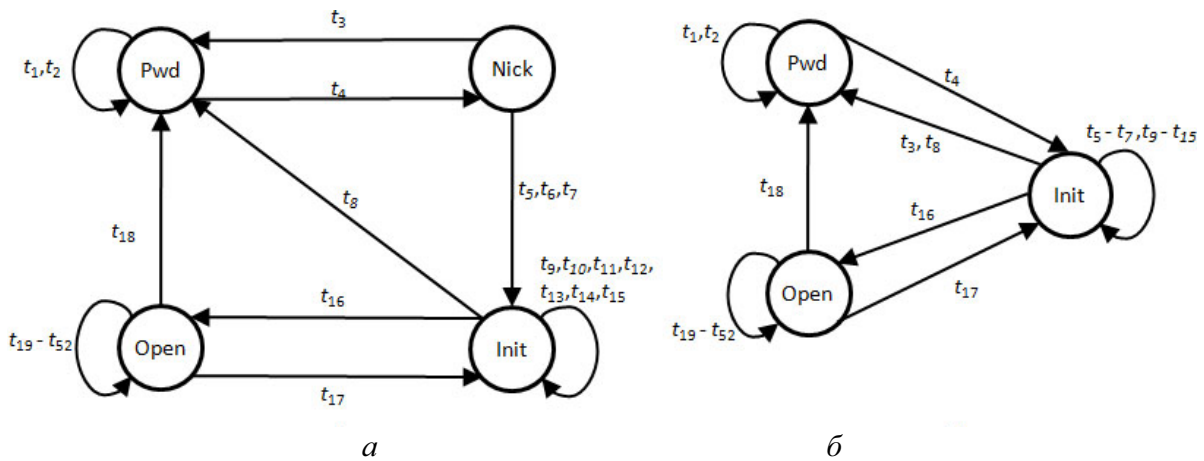 t3
t1,t2
Pwd
Nick
t4
t5,t6,t7
t8
t18
t9,t10,t11,t12,
t13,t14,t15
t16
t19 - t52
Open
Init
t17
а
t1,t2
Pwd
t4
t5 - t7,t9 - t15
t3,t8
t18
t16
Init
Open
t17
t19 - t52
б